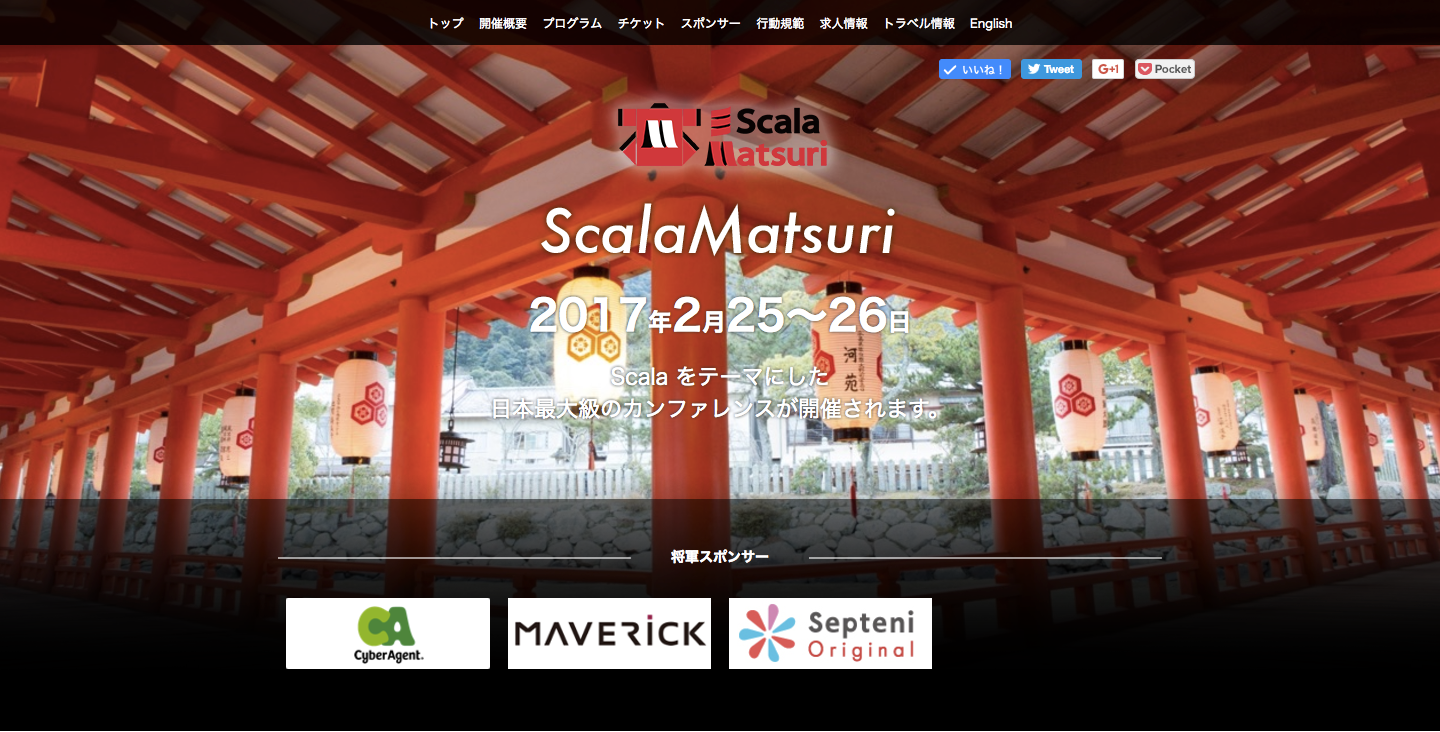 トップ 開催概要 プログラム チケット スポンサー 行動規範 求人情報 トラベル情報 English
いいね！ Tweet G+1 Pocket
Scala
Matsuri
ScalaMatsuri
2017年2月25〜26日
Scala をテーマにした
日本最大級のカンファレンスが開催されます。
河苑
将軍スポンサー
CA
CyberAgent.
MAVERICK
Septeni
Original